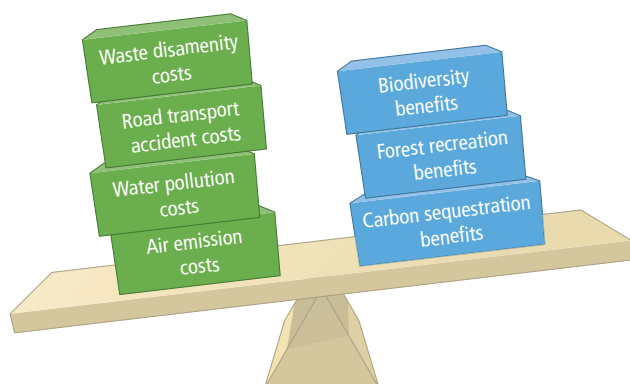 Waste disamenity
costs
Road transport
accident costs
Water pollution
costs
Air emission
costs
Biodiversity
benefits
Forest recreation
benefits
Carbon sequestration
benefits